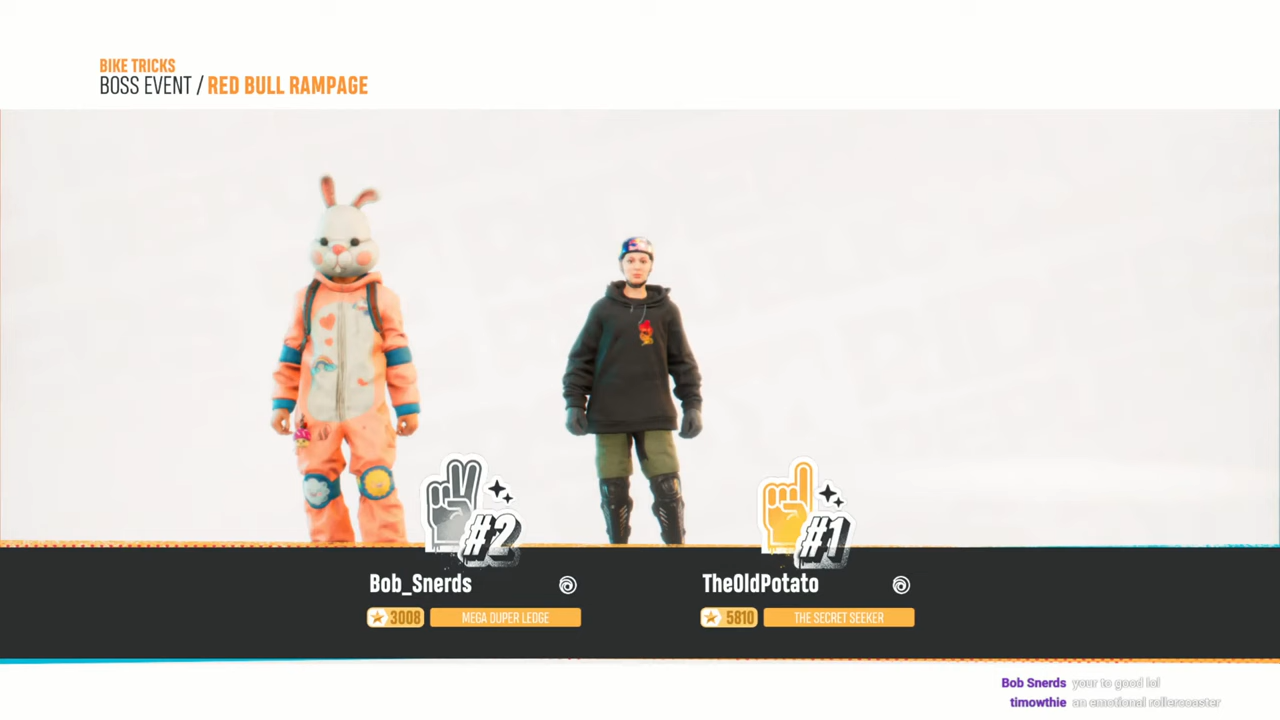 BIKE TRICKS
BOSS EVENT / RED BULL RAMPAGE
#2
#1
Bob_Snerds
3008 MEGA DUPER LEDGE
TheOldPotato
5810 THE SECRET SEEKER
Bob Snerds your to good lol
timowthie an emotional rollercoaster